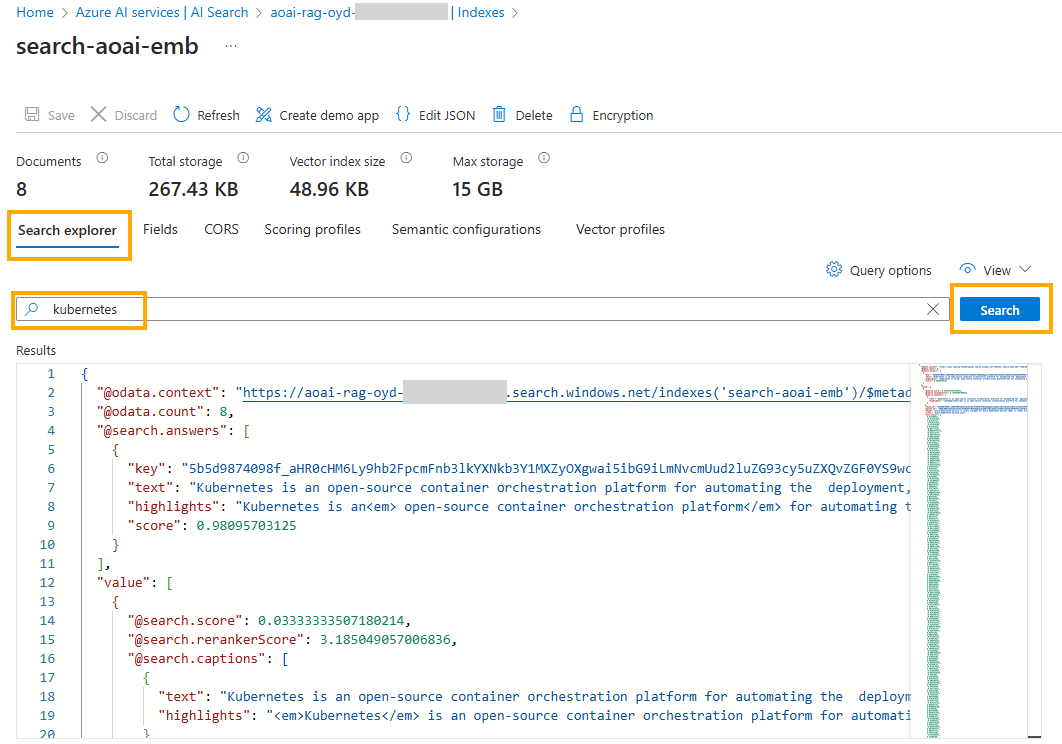 Home > Azure AI services | AI Search > aoai-rag-oyd- | Indexes >
search-aoai-emb ...
Save Discard Refresh Create demo app Edit JSON Delete Encryption
Documents Total storage Vector index size Max storage
8 267.43 KB 48.96 KB 15 GB
Search explorer Fields CORS Scoring profiles Semantic configurations Vector profiles
Query options View
kubernetes Search
Results
1 {
2 "@odata.context": "https://aoai-rag-oyd- .search.windows.net/indexes('search-aoai-emb')/$metad
3 "@odata.count": 8,
4 "@search.answers": [
5 {
6 "key": "5b5d9874098f_aHR0cHM6Ly9hb2FpcmFnb3lkYXNkb3Y1MXZyOXgwai5ibG9iLmNvcmUud2luZG93cy5uZXQvZGF0YS9wc
7 "text": "Kubernetes is an open-source container orchestration platform for automating the  deployment,
8 "highlights": "Kubernetes is an<em> open-source container orchestration platform</em> for automating t
9 "score": 0.98095703125
10 }
11 ],
12 "value": [
13 {
14 "@search.score": 0.03333333507180214,
15 "@search.rerankerScore": 3.185049057006836,
16 "@search.captions": [
17 {
18 "text": "Kubernetes is an open-source container orchestration platform for automating the  deploym
19 "highlights": "<em>Kubernetes</em> is an open-source container orchestration platform for automati
20 }